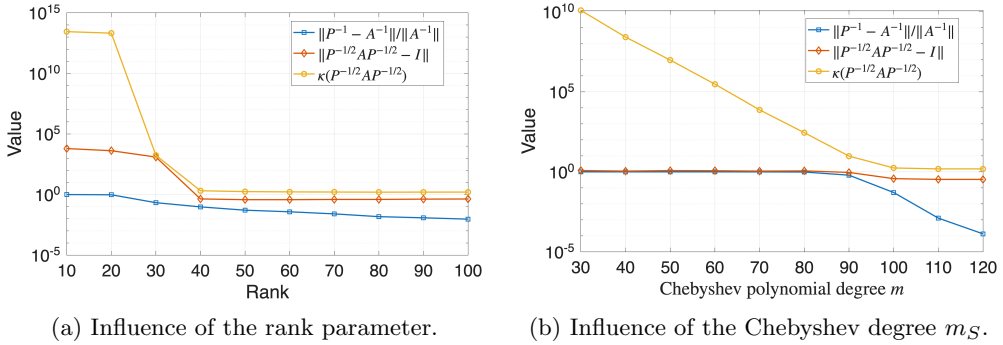 10^15
10^10
10^5
10^0
10^-5
Value
10 20 30 40 50 60 70 80 90 100
Rank
‖P^{-1} − A^{-1}‖/‖A^{-1}‖
‖P^{-1/2}AP^{-1/2} − I‖
κ(P^{-1/2}AP^{-1/2})
(a) Influence of the rank parameter.
10^10
10^5
10^0
10^-5
Value
30 40 50 60 70 80 90 100 110 120
Chebyshev polynomial degree m
‖P^{-1} − A^{-1}‖/‖A^{-1}‖
‖P^{-1/2}AP^{-1/2} − I‖
κ(P^{-1/2}AP^{-1/2})
(b) Influence of the Chebyshev degree m_S.